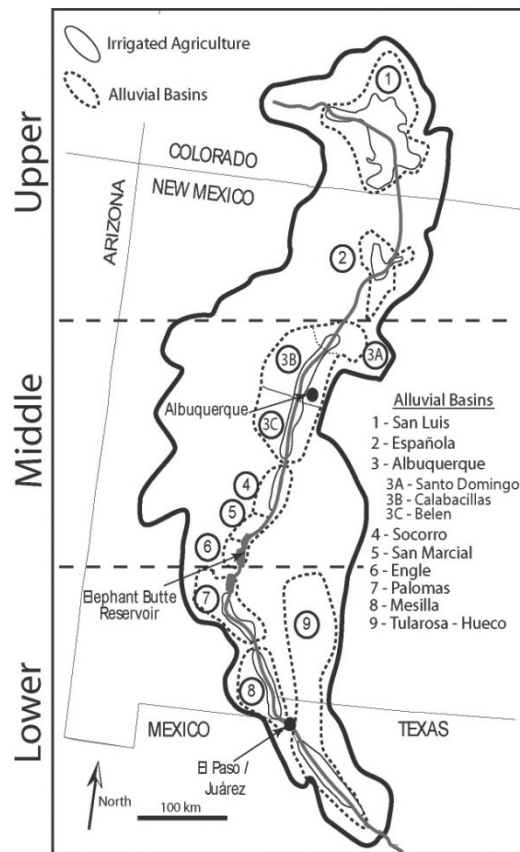 Irrigated Agriculture
Alluvial Basins
Upper
Middle
Lower
COLORADO
NEW MEXICO
ARIZONA
1
2
3A
3B
3C
Albuquerque
4
5
6
7
8
9
Elephant Butte
Reservoir
Alluvial Basins
1 - San Luis
2 - Española
3 - Albuquerque
3A - Santo Domingo
3B - Calabacillas
3C - Belen
4 - Socorro
5 - San Marcial
6 - Engle
7 - Palomas
8 - Mesilla
9 - Tularosa - Hueco
MEXICO
TEXAS
El Paso /
Juárez
North
100 km